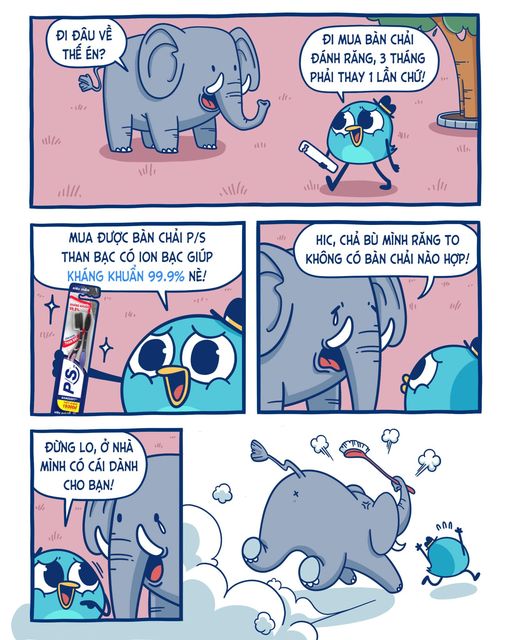 ĐI ĐÂU VỀ
THẾ ÉN?
ĐI MUA BÀN CHẢI
ĐÁNH RĂNG, 3 THÁNG
PHẢI THAY 1 LẦN CHỨ!
MUA ĐƯỢC BÀN CHẢI P/S
THAN BẠC CÓ ION BẠC GIÚP
KHÁNG KHUẨN 99.9% NÈ!
P/S
HIC, CHẢ BÙ MÌNH RĂNG TO
KHÔNG CÓ BÀN CHẢI NÀO HỢP!
ĐỪNG LO, Ở NHÀ
MÌNH CÓ CÁI DÀNH
CHO BẠN!